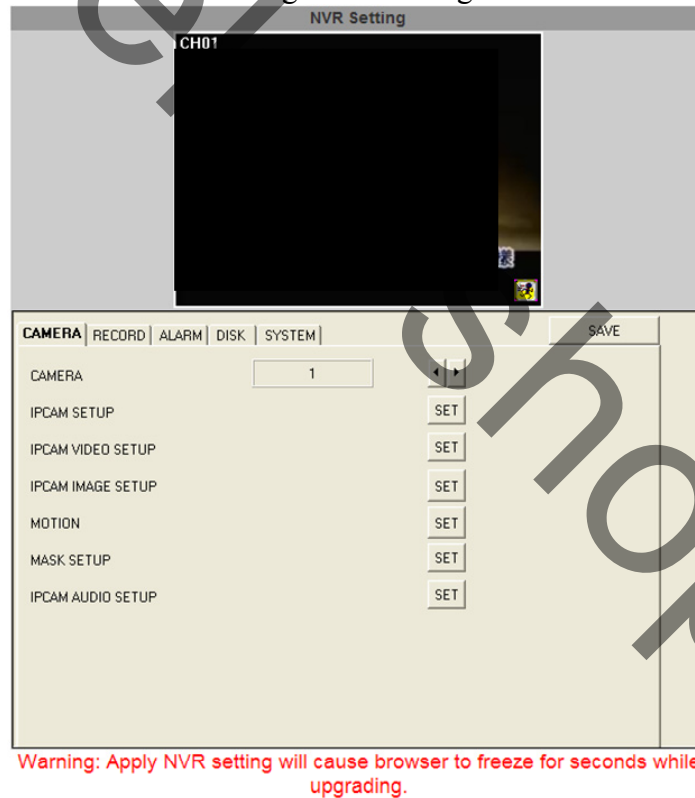 NVR Setting
CH01
CAMERA RECORD ALARM DISK SYSTEM SAVE
CAMERA 1
IPCAM SETUP SET
IPCAM VIDEO SETUP SET
IPCAM IMAGE SETUP SET
MOTION SET
MASK SETUP SET
IPCAM AUDIO SETUP SET
Warning: Apply NVR setting will cause browser to freeze for seconds while
upgrading.